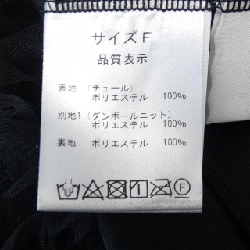 サイズF
品質表示
表地 (チュール)
ポリエステル 100%
別地1 (ダンボールニット)
ポリエステル 100%
裏地
ポリエステル 100%
F